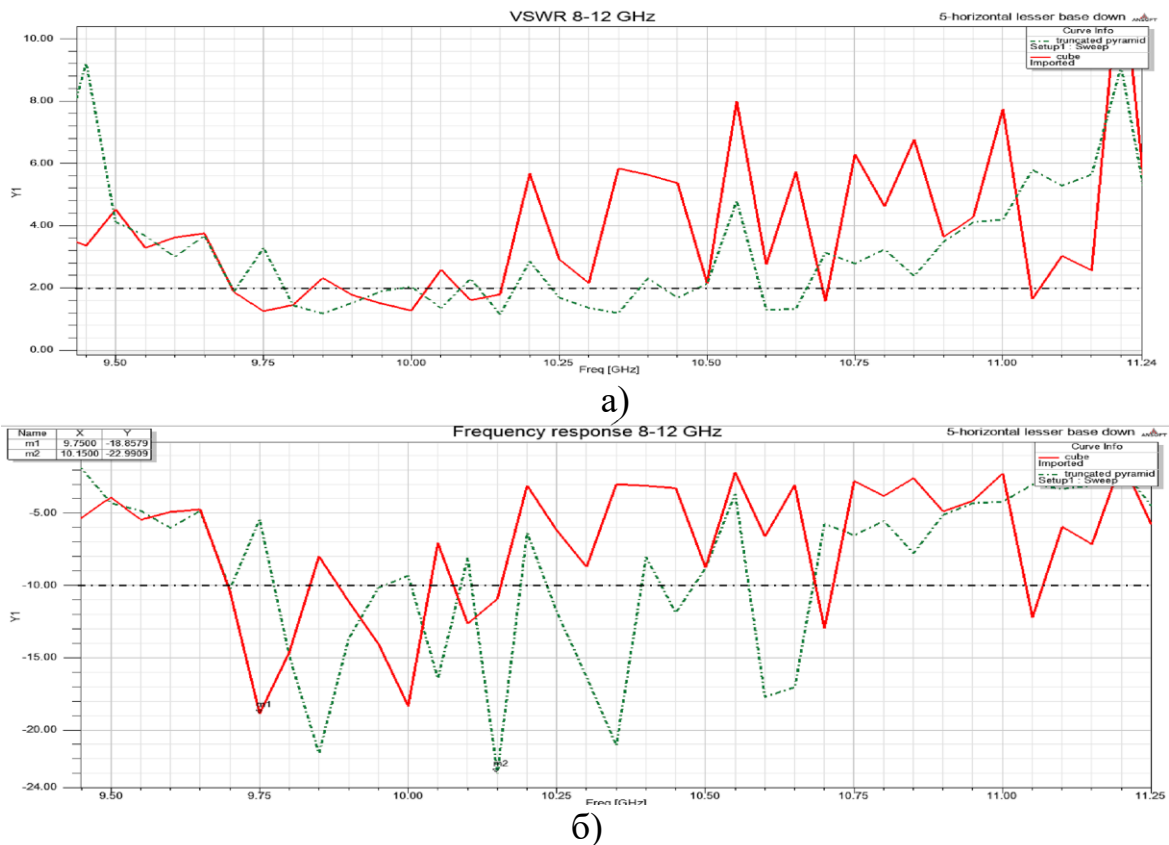 VSWR 8-12 GHz
5-horizontal lesser base down
ANSOFT
Curve Info
truncated pyramid
Setup1 : Sweep
cube
Imported
10.00
8.00
6.00
4.00
2.00
0.00
Y1
9.50 9.75 10.00 10.25 10.50 10.75 11.00 11.24
Freq [GHz]
а)
Name X Y
m1 9.7500 -18.8579
m2 10.1500 -22.9909
Frequency response 8-12 GHz
5-horizontal lesser base down
ANSOFT
Curve Info
cube
Imported
truncated pyramid
Setup1 : Sweep
-5.00
-10.00
-15.00
-20.00
-24.00
Y1
m1
m2
9.50 9.75 10.00 10.25 10.50 10.75 11.00 11.25
Freq [GHz]
б)